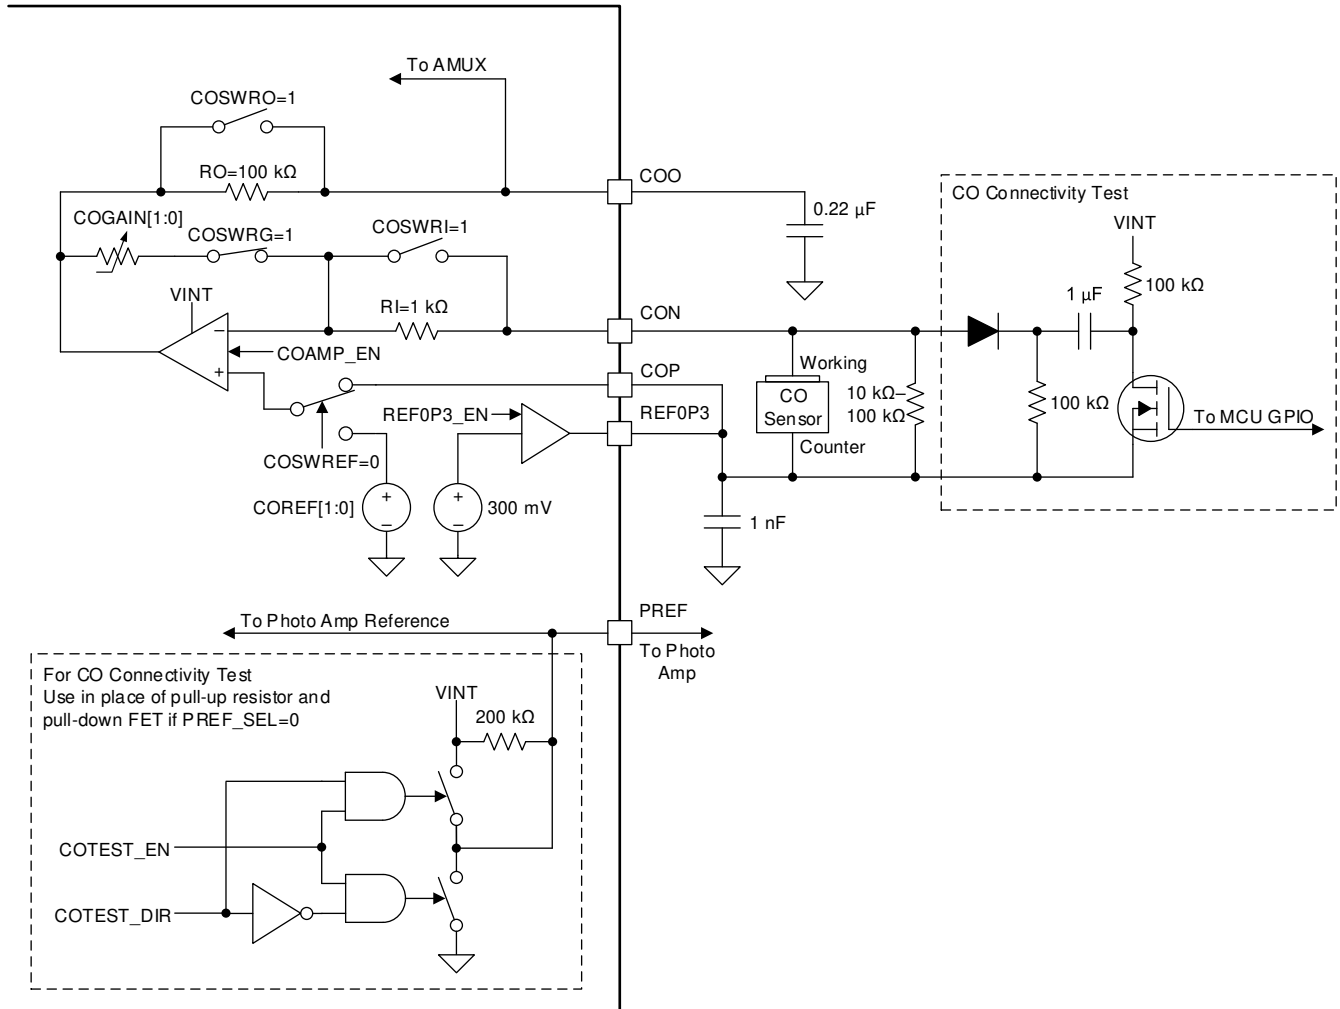 To AMUX
COSWRO=1
RO=100 kΩ
COO
0.22 µF
COGAIN[1:0]
COSWRG=1
COSWRI=1
VINT
RI=1 kΩ
CON
−
+
COAMP_EN
COP
REF0P3_EN
REF0P3
COSWREF=0
COREF[1:0]
+
−
+
−
300 mV
1 nF
Working
CO
Sensor
Counter
10 kΩ–
100 kΩ
CO Connectivity Test
VINT
100 kΩ
1 µF
100 kΩ
To MCU GPIO
PREF
To Photo Amp Reference
To Photo
Amp
For CO Connectivity Test
Use in place of pull-up resistor and
pull-down FET if PREF_SEL=0
VINT
200 kΩ
COTEST_EN
COTEST_DIR